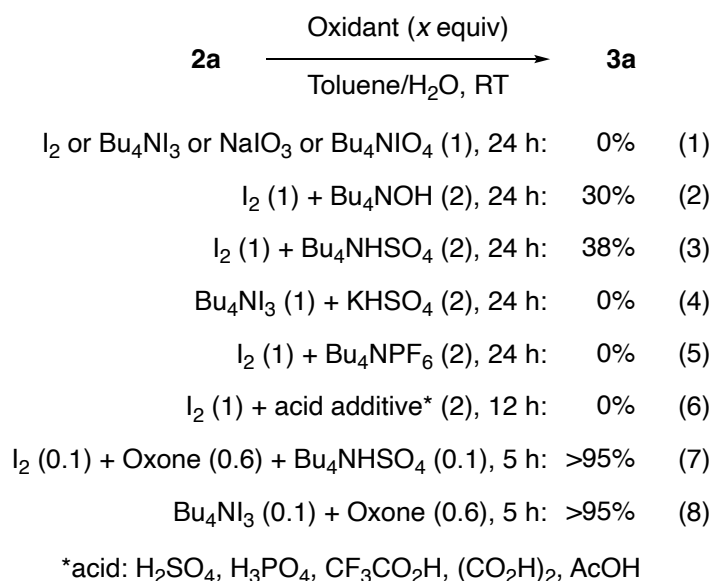 Oxidant (x equiv)
2a 3a
Toluene/H₂O, RT
I₂ or Bu₄NI₃ or NaIO₃ or Bu₄NIO₄ (1), 24 h: 0% (1)
I₂ (1) + Bu₄NOH (2), 24 h: 30% (2)
I₂ (1) + Bu₄NHSO₄ (2), 24 h: 38% (3)
Bu₄NI₃ (1) + KHSO₄ (2), 24 h: 0% (4)
I₂ (1) + Bu₄NPF₆ (2), 24 h: 0% (5)
I₂ (1) + acid additive* (2), 12 h: 0% (6)
I₂ (0.1) + Oxone (0.6) + Bu₄NHSO₄ (0.1), 5 h: >95% (7)
Bu₄NI₃ (0.1) + Oxone (0.6), 5 h: >95% (8)
*acid: H₂SO₄, H₃PO₄, CF₃CO₂H, (CO₂H)₂, AcOH